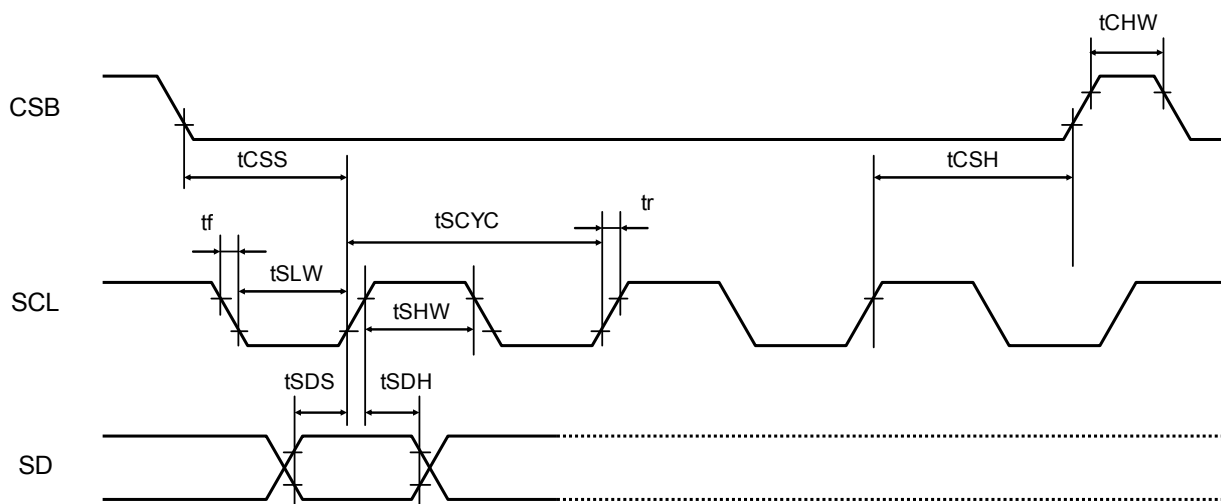 tCHW
CSB
tCSS
tCSH
tf
tSCYC
tr
tSLW
SCL
tSHW
tSDS
tSDH
SD